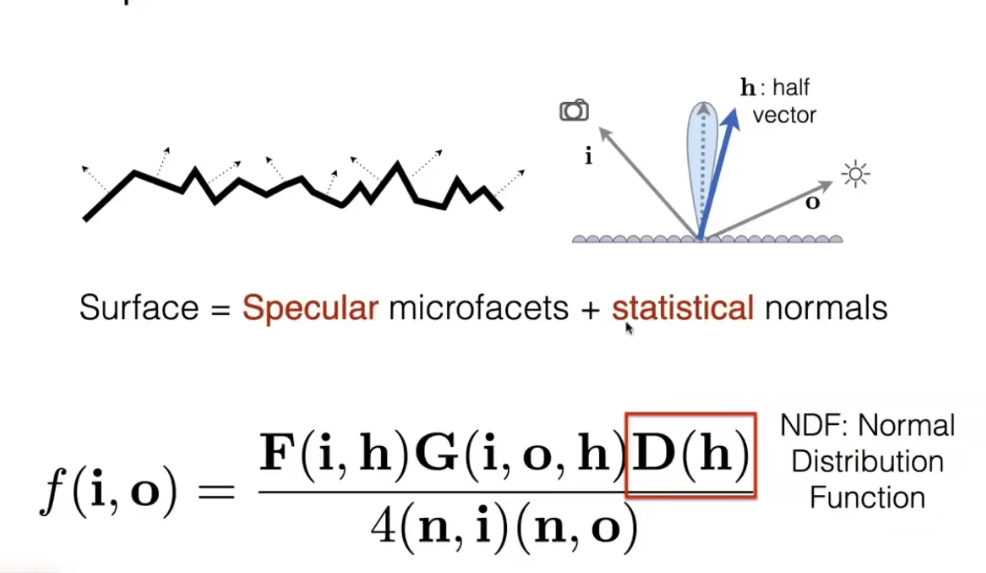 h: half
vector
i
o
Surface = Specular microfacets + statistical normals
f(i, o) = F(i, h)G(i, o, h)D(h) / 4(n, i)(n, o)
NDF: Normal
Distribution
Function